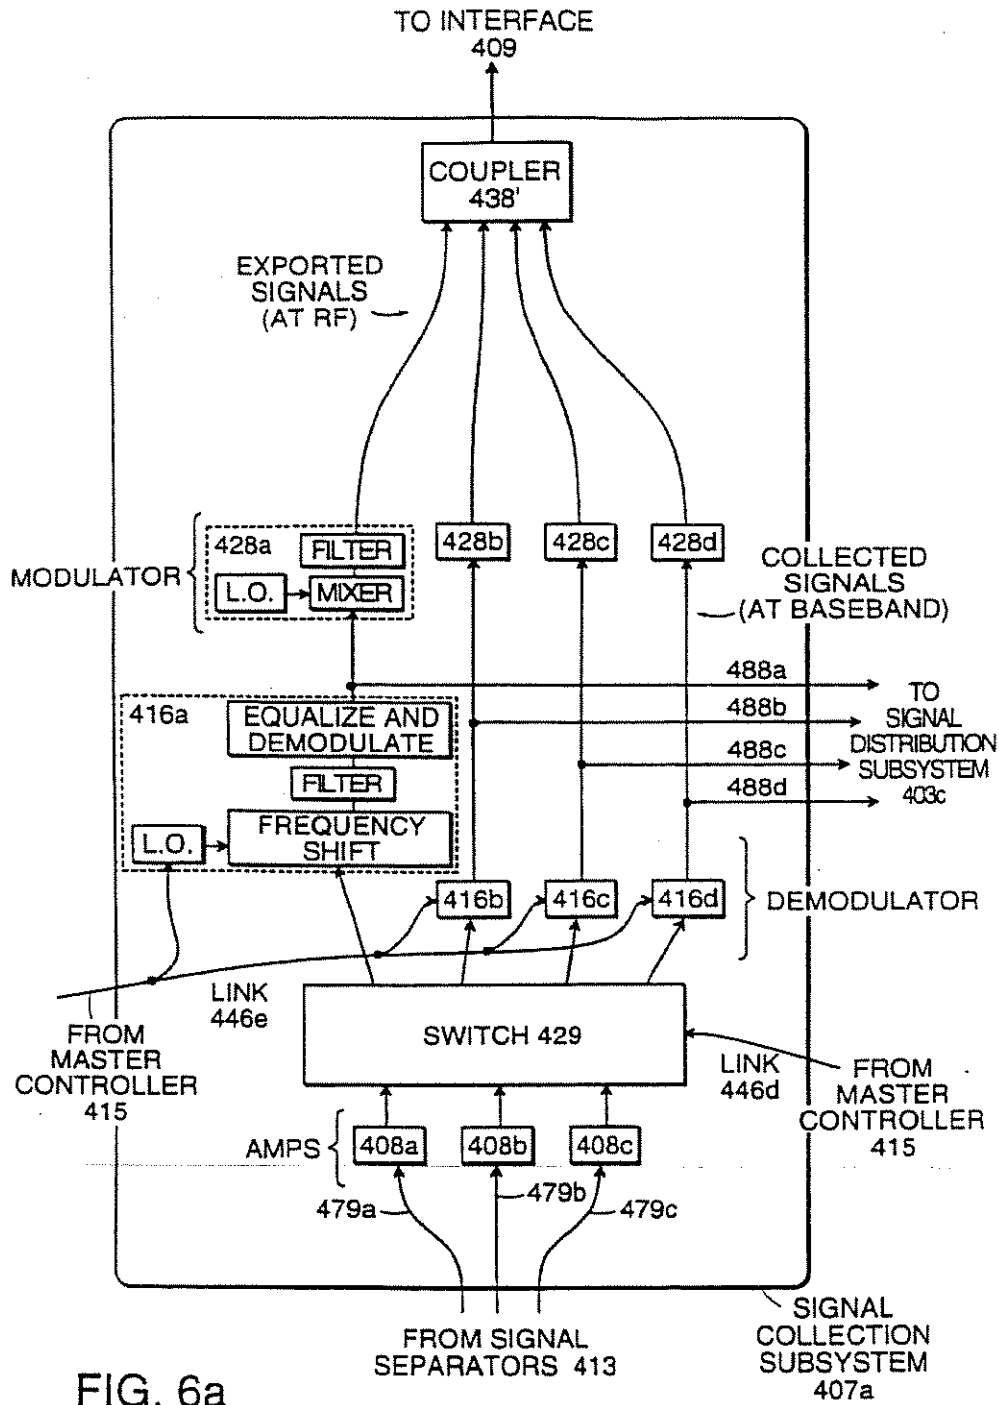 TO INTERFACE
409
COUPLER
438'
EXPORTED
SIGNALS
(AT RF)
428a
FILTER
L.O.
MIXER
MODULATOR
428b
428c
428d
COLLECTED
SIGNALS
(AT BASEBAND)
488a
488b
488c
488d
TO
SIGNAL
DISTRIBUTION
SUBSYSTEM
403c
416a
EQUALIZE AND
DEMODULATE
FILTER
L.O.
FREQUENCY
SHIFT
416b
416c
416d
DEMODULATOR
LINK
446e
FROM
MASTER
CONTROLLER
415
SWITCH 429
LINK
446d
FROM
MASTER
CONTROLLER
415
AMPS
408a
408b
408c
479a
479b
479c
FROM SIGNAL
SEPARATORS 413
SIGNAL
COLLECTION
SUBSYSTEM
407a
FIG. 6a